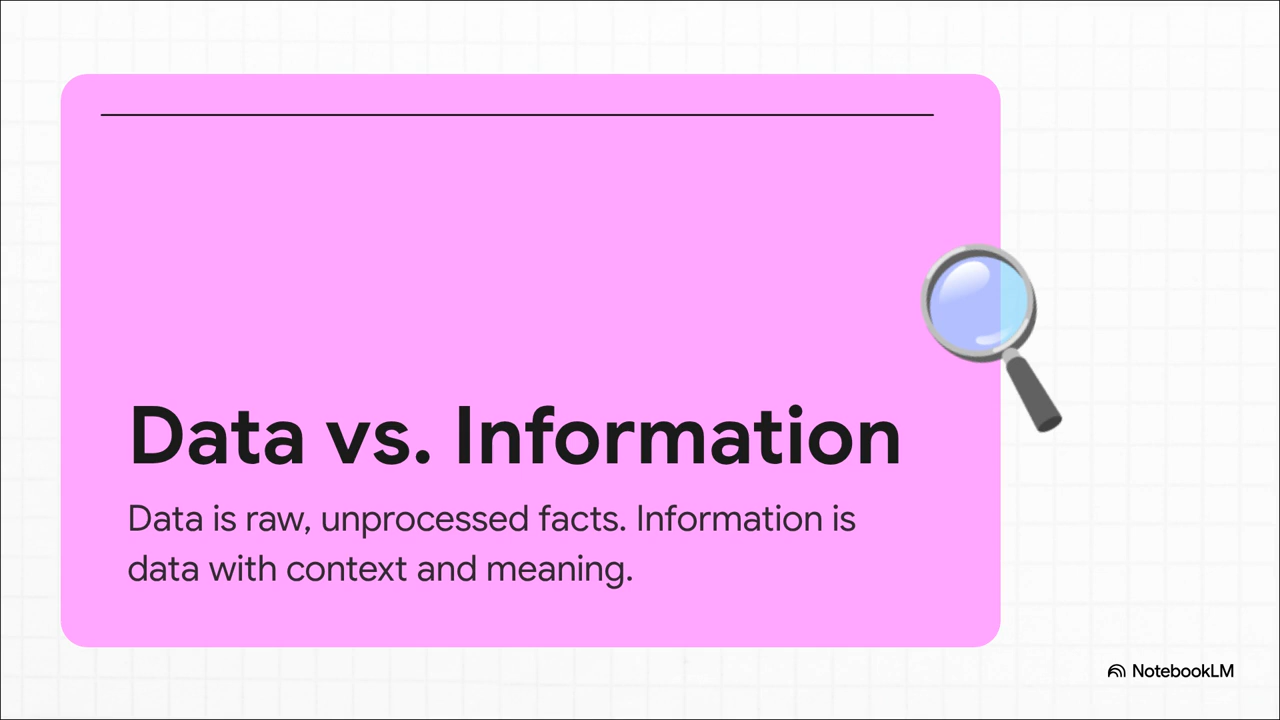 Data vs. Information
Data is raw, unprocessed facts. Information is
data with context and meaning.
NotebookLM